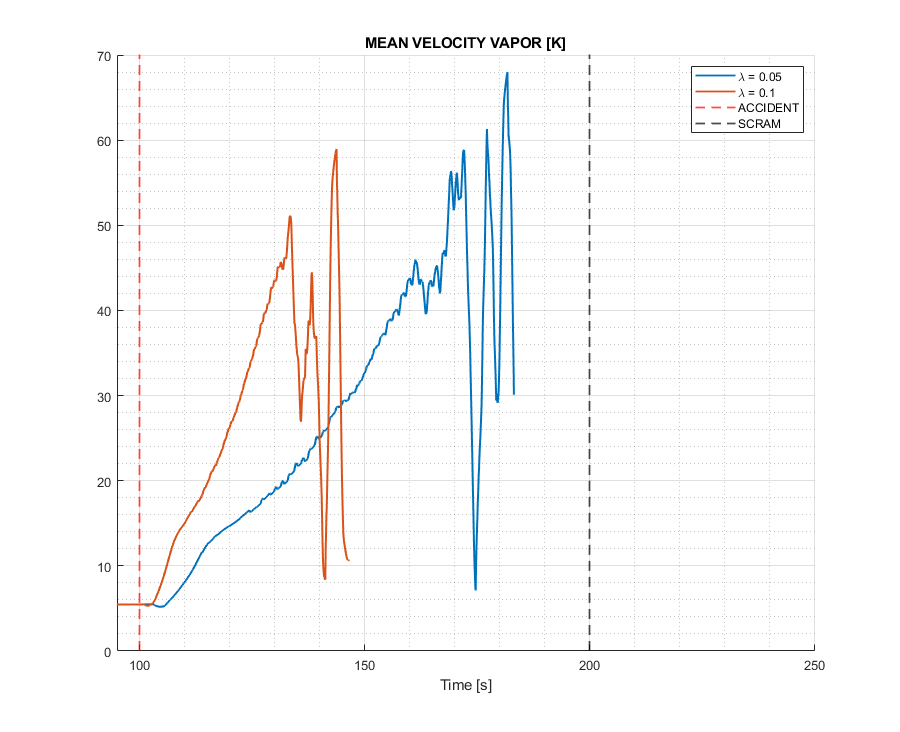 MEAN VELOCITY VAPOR [K]
70
60
50
40
30
20
10
0
100
150
200
250
Time [s]
λ = 0.05
λ = 0.1
ACCIDENT
SCRAM